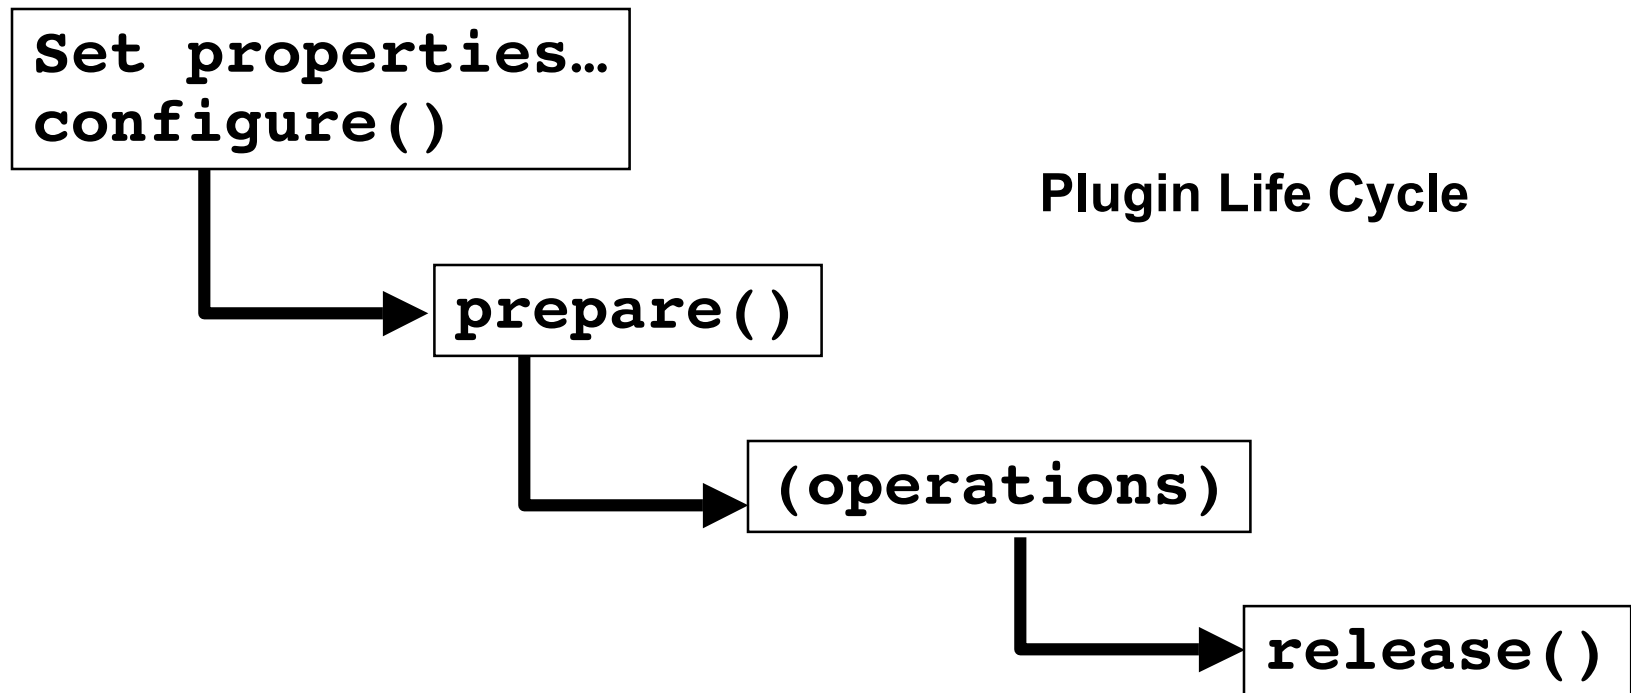 Set properties…
configure()
Plugin Life Cycle
prepare()
(operations)
release()